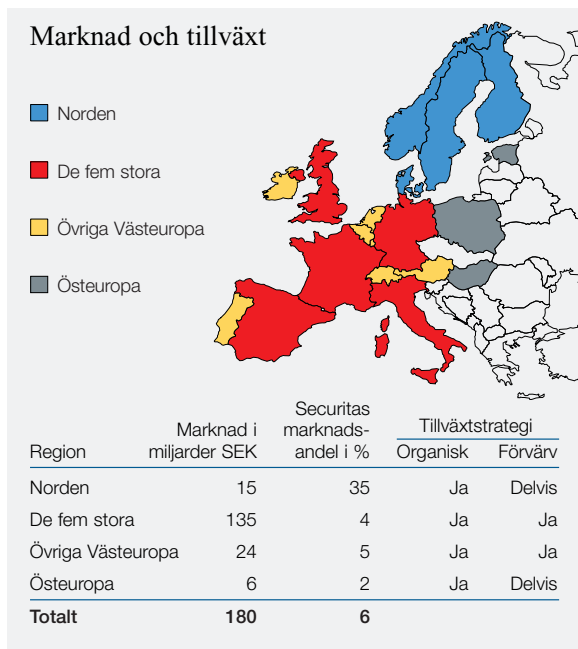 Marknad och tillväxt
Norden
De fem stora
Övriga Västeuropa
Östeuropa
Securitas
Marknad i marknads- Tillväxtstrategi
Region miljarder SEK andel i % Organisk Förvärv
Norden 15 35 Ja Delvis
De fem stora 135 4 Ja Ja
Övriga Västeuropa 24 5 Ja Ja
Östeuropa 6 2 Ja Delvis
Totalt 180 6